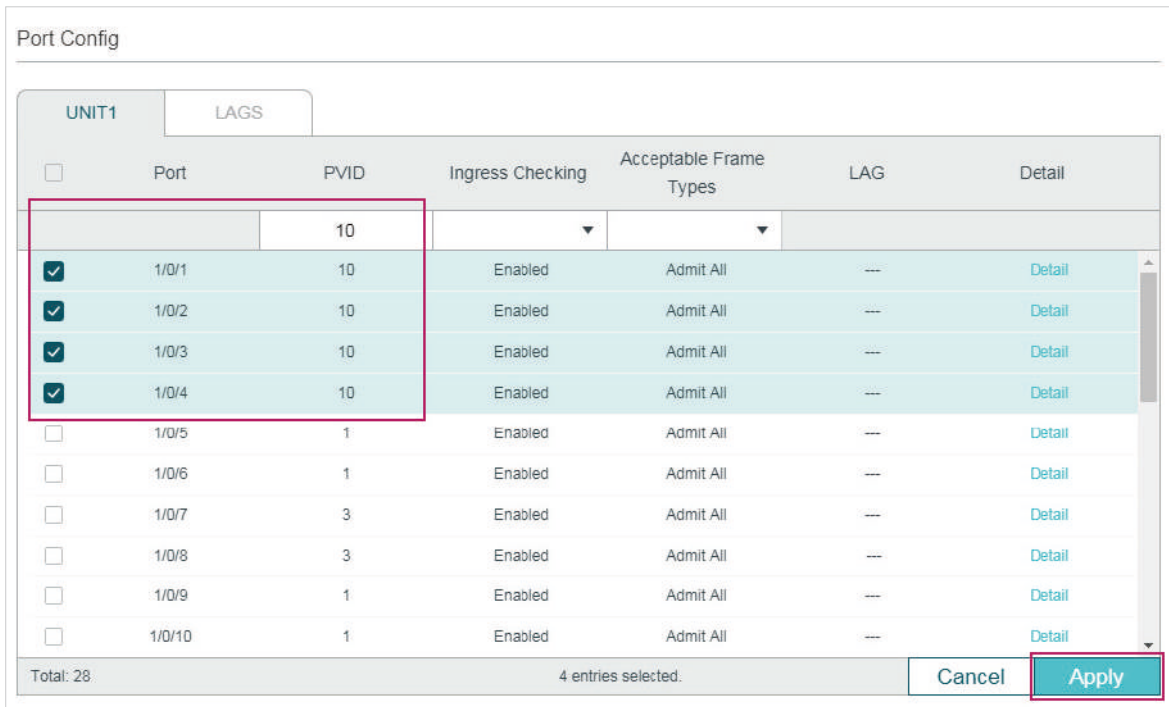 Port Config
UNIT1 LAGS
Port PVID Ingress Checking Acceptable Frame Types LAG Detail
10
1/0/1 10 Enabled Admit All --- Detail
1/0/2 10 Enabled Admit All --- Detail
1/0/3 10 Enabled Admit All --- Detail
1/0/4 10 Enabled Admit All --- Detail
1/0/5 1 Enabled Admit All --- Detail
1/0/6 1 Enabled Admit All --- Detail
1/0/7 3 Enabled Admit All --- Detail
1/0/8 3 Enabled Admit All --- Detail
1/0/9 1 Enabled Admit All --- Detail
1/0/10 1 Enabled Admit All --- Detail
Total: 28 4 entries selected. Cancel Apply